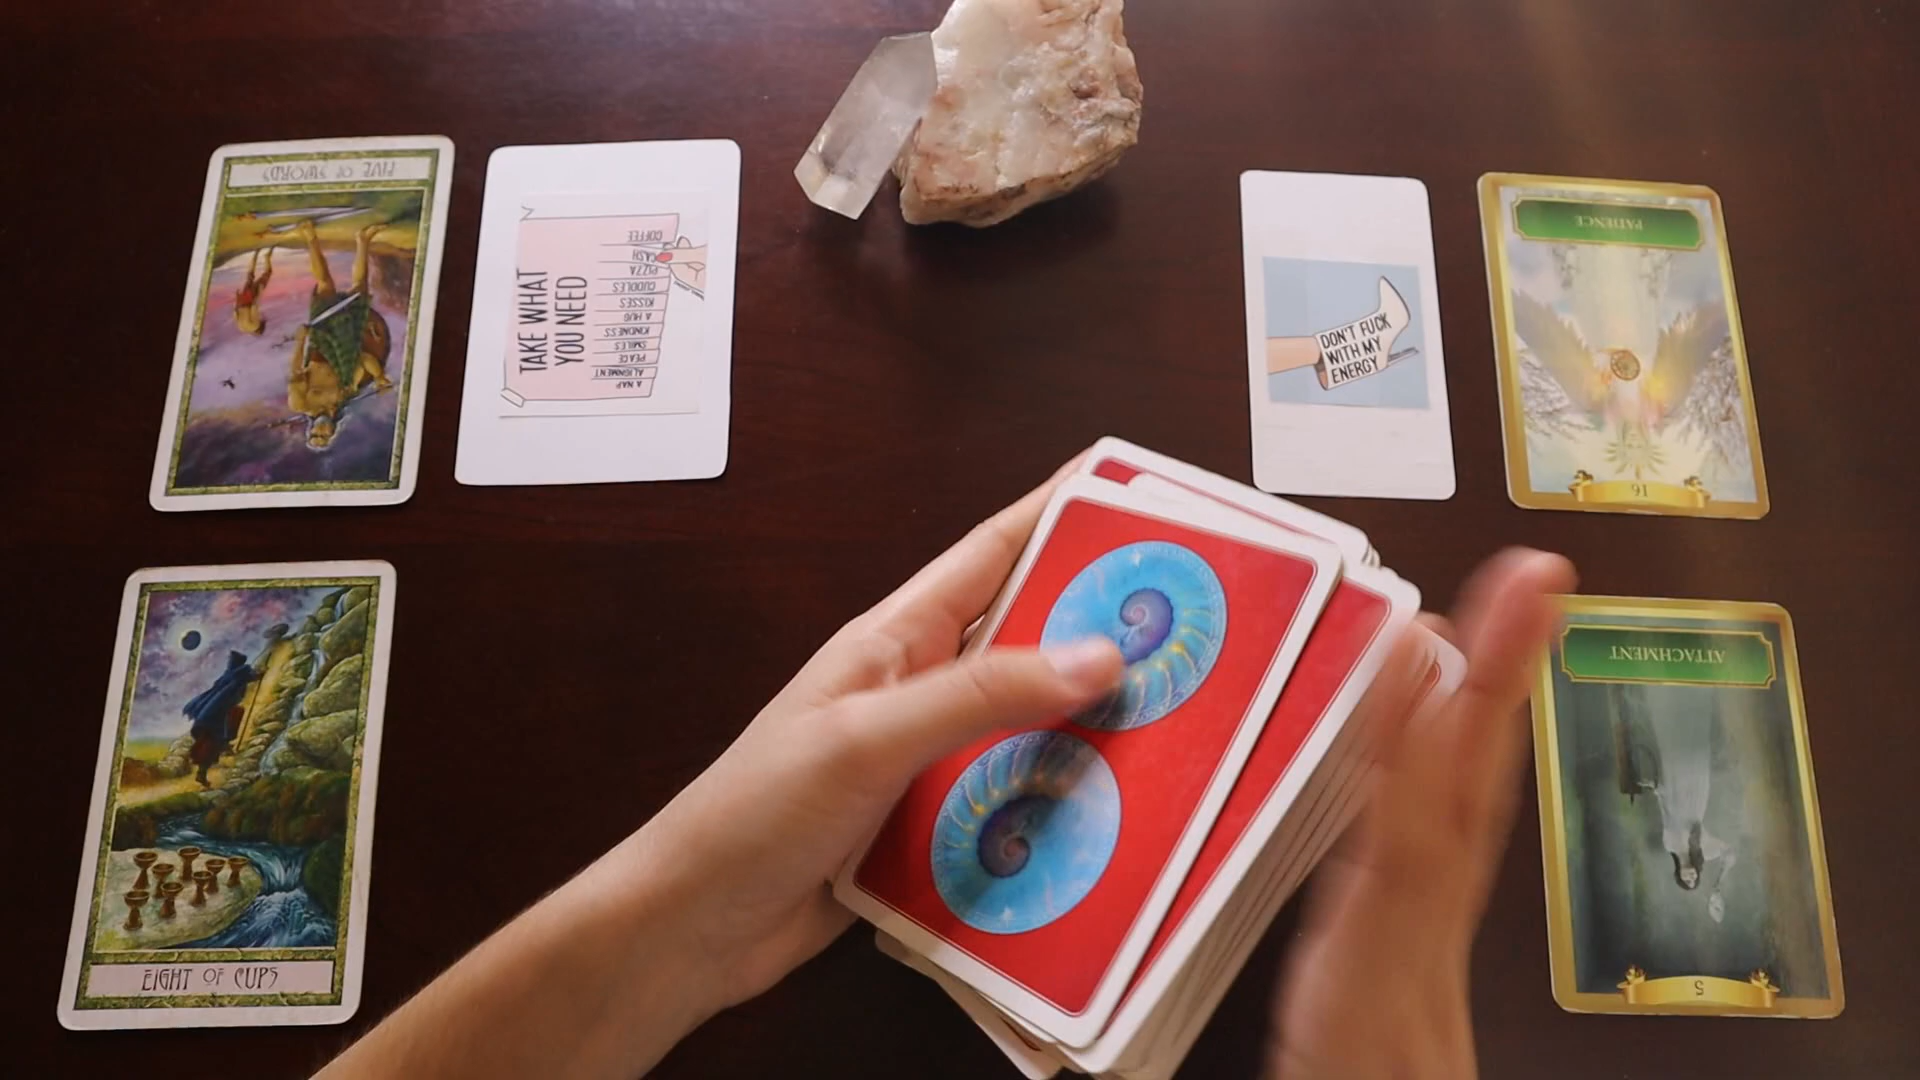 FIVE OF SWORDS
TAKE WHAT
YOU NEED
COFFEE
CASH
PIZZA
CUDDLES
KISSES
A HUG
KINDNESS
SMILES
PEACE
ALIGNMENT
A NAP
DON'T FUCK
WITH MY
ENERGY
PATIENCE
16
EIGHT OF CUPS
ATTACHMENT
5